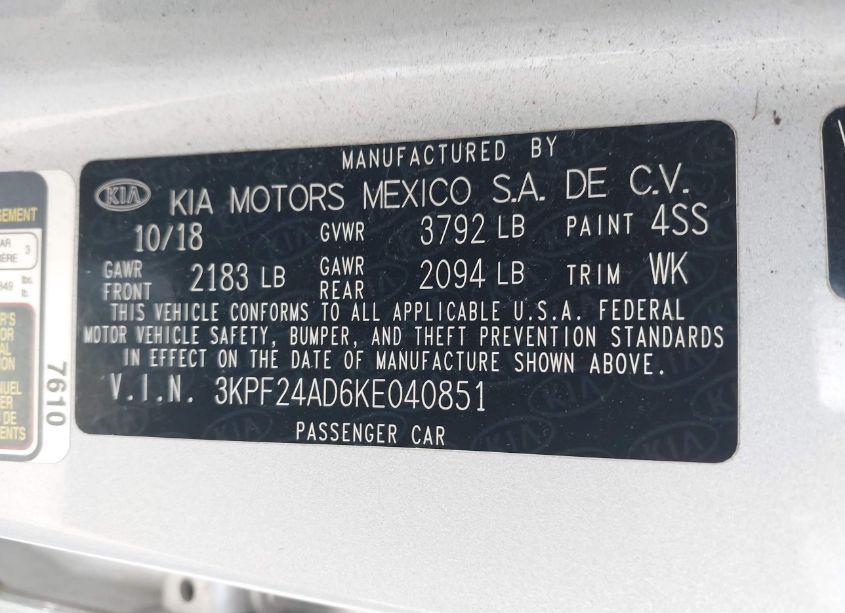 MANUFACTURED BY
KIA KIA MOTORS MEXICO S.A. DE C.V.
10/18 GVWR 3792 LB PAINT 4SS
GAWR FRONT 2183 LB GAWR REAR 2094 LB TRIM WK
THIS VEHICLE CONFORMS TO ALL APPLICABLE U.S.A. FEDERAL
MOTOR VEHICLE SAFETY, BUMPER, AND THEFT PREVENTION STANDARDS
IN EFFECT ON THE DATE OF MANUFACTURE SHOWN ABOVE.
V.I.N. 3KPF24AD6KE040851
PASSENGER CAR
7610
3
lbs.